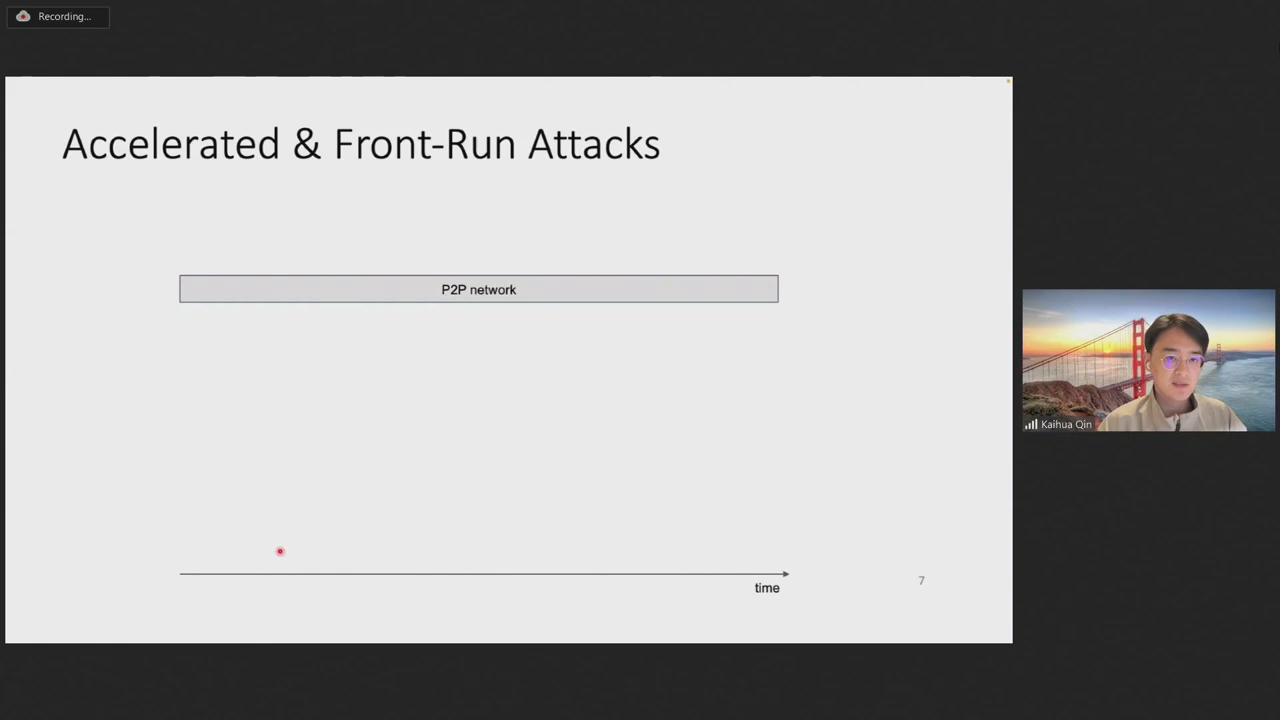 Recording...
Accelerated & Front-Run Attacks
P2P network
Kaihua Qin
time
7